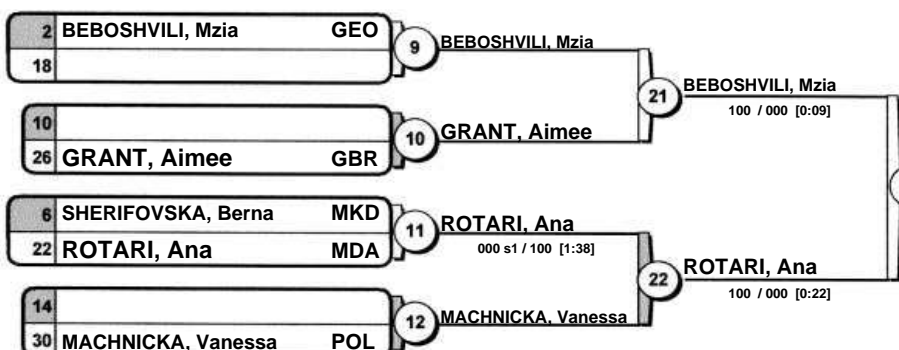 2 BEBOSHVILI, Mzia GEO
18
9 BEBOSHVILI, Mzia
21 BEBOSHVILI, Mzia
100 / 000 [0:09]
10
26 GRANT, Aimee GBR
10 GRANT, Aimee
6 SHERIFOVSKA, Berna MKD
22 ROTARI, Ana MDA
11 ROTARI, Ana
000 s1 / 100 [1:38]
22 ROTARI, Ana
100 / 000 [0:22]
14
30 MACHNICKA, Vanessa POL
12 MACHNICKA, Vanessa